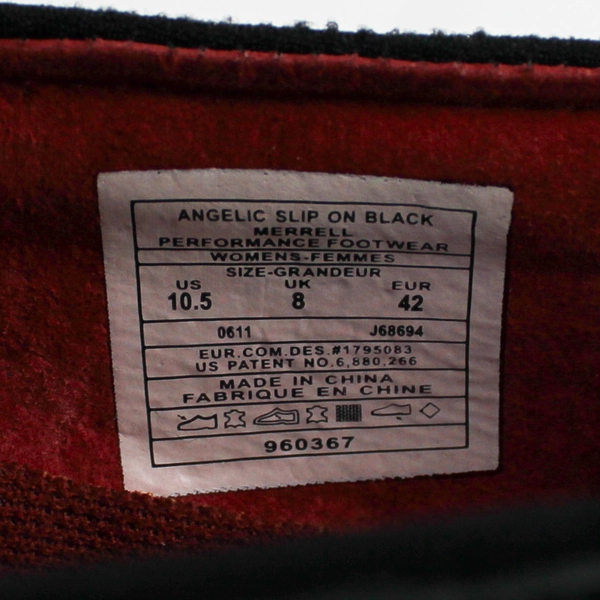 ANGELIC SLIP ON BLACK
MERRELL
PERFORMANCE FOOTWEAR
WOMENS-FEMMES
SIZE-GRANDEUR
US UK EUR
10.5 8 42
0611 J68694
EUR.COM.DES.#1795083
US PATENT NO.6,880,266
MADE IN CHINA
FABRIQUE EN CHINE
960367